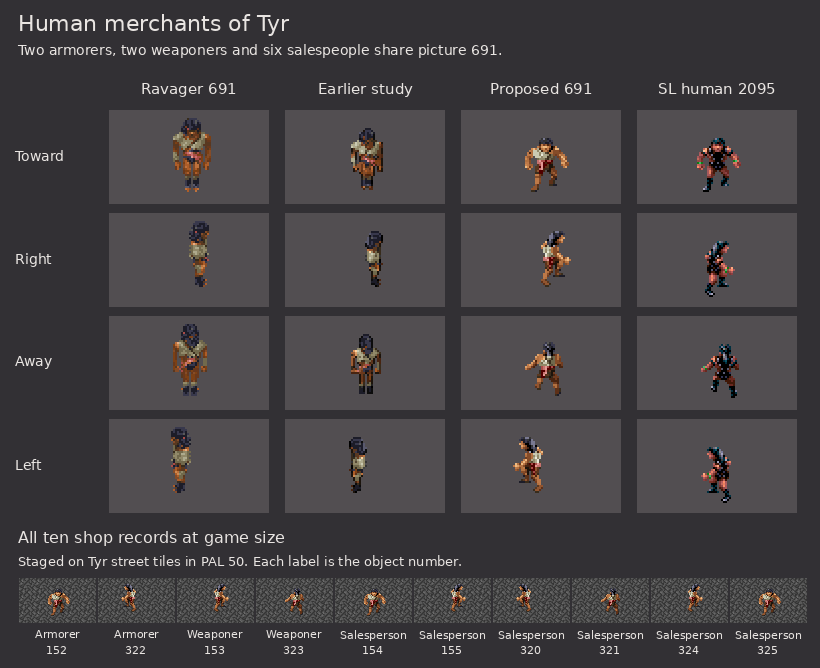 Human merchants of Tyr
Two armorers, two weaponers and six salespeople share picture 691.
Ravager 691
Earlier study
Proposed 691
SL human 2095
Toward
Right
Away
Left
All ten shop records at game size
Staged on Tyr street tiles in PAL 50. Each label is the object number.
Armorer
152
Armorer
322
Weaponer
153
Weaponer
323
Salesperson
154
Salesperson
155
Salesperson
320
Salesperson
321
Salesperson
324
Salesperson
325